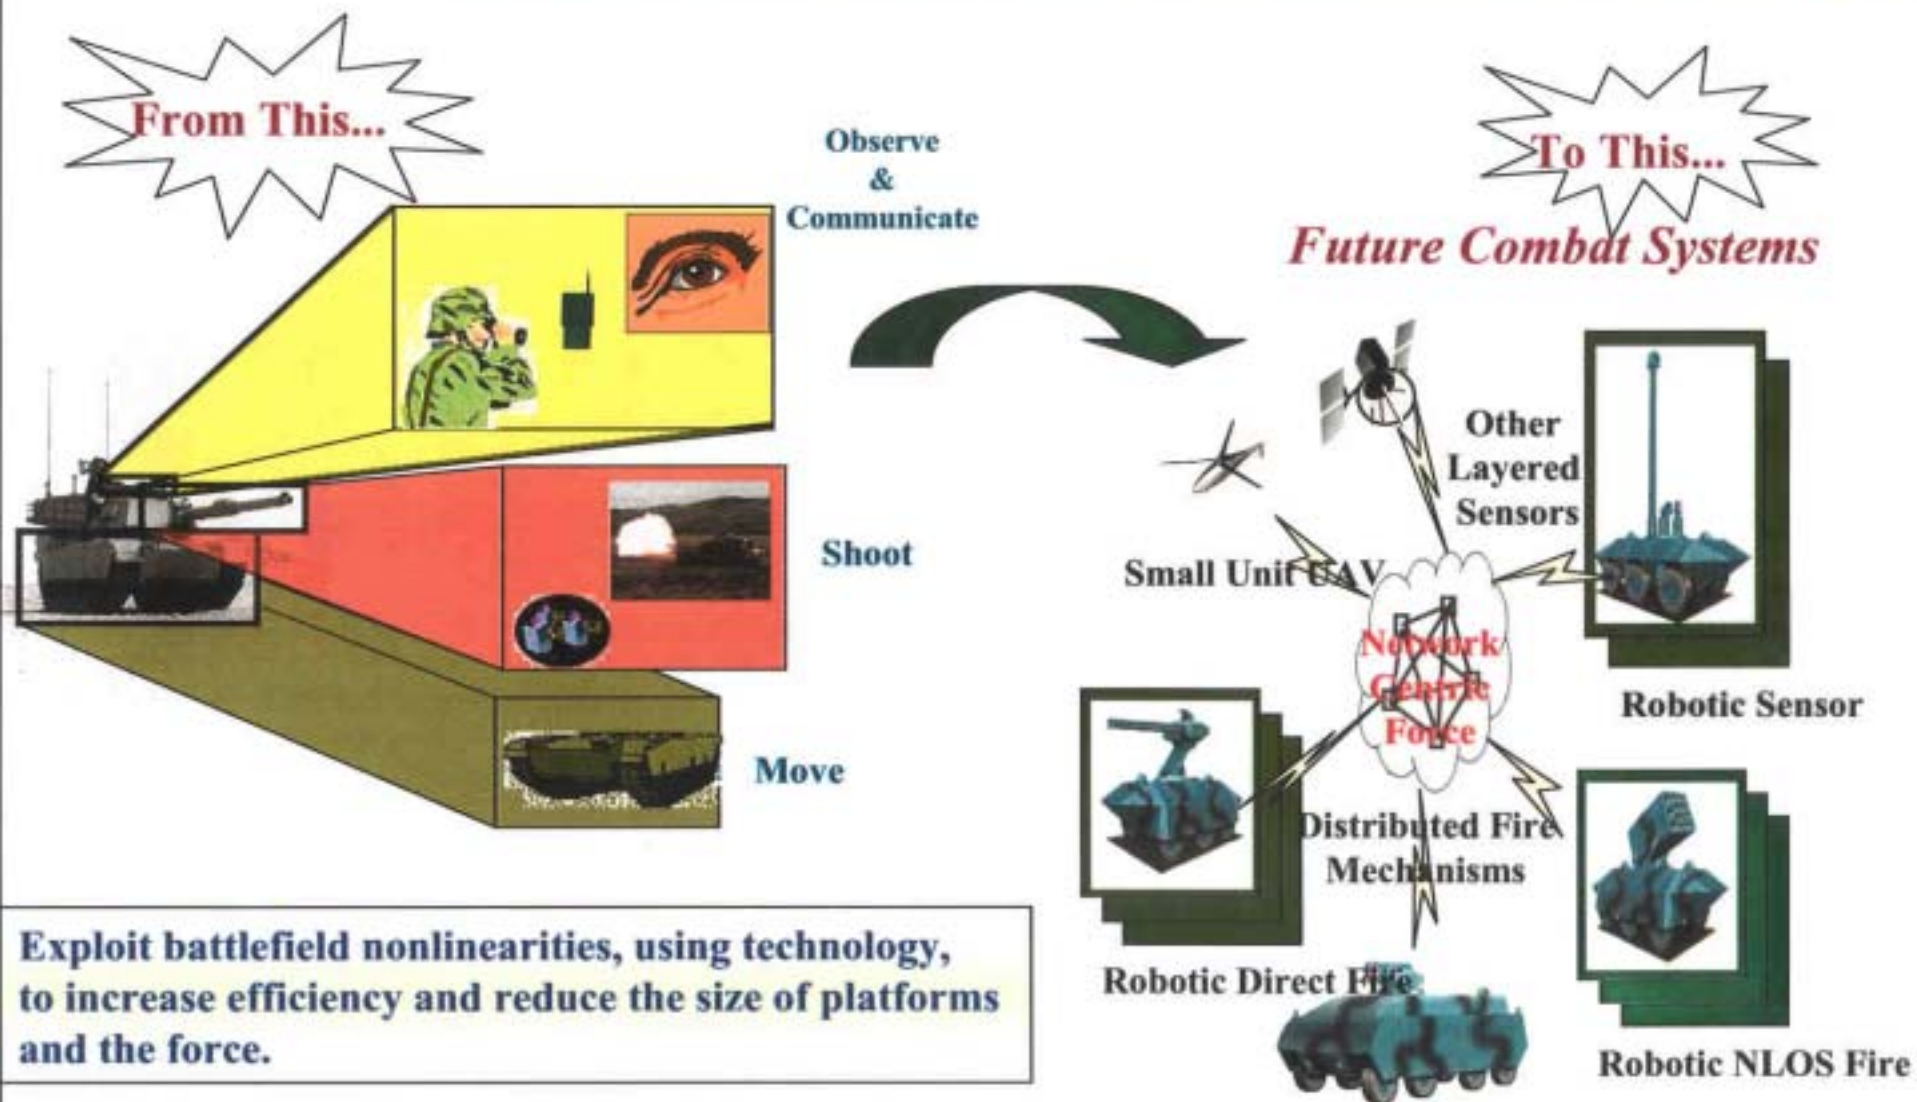 From This...
Observe
&
Communicate
Shoot
Move
Exploit battlefield nonlinearities, using technology,
to increase efficiency and reduce the size of platforms
and the force.
To This...
Future Combat Systems
Other
Layered
Sensors
Small Unit UAV
Network
Centric
Force
Robotic Sensor
Distributed Fire
Mechanisms
Robotic Direct Fire
Robotic NLOS Fire